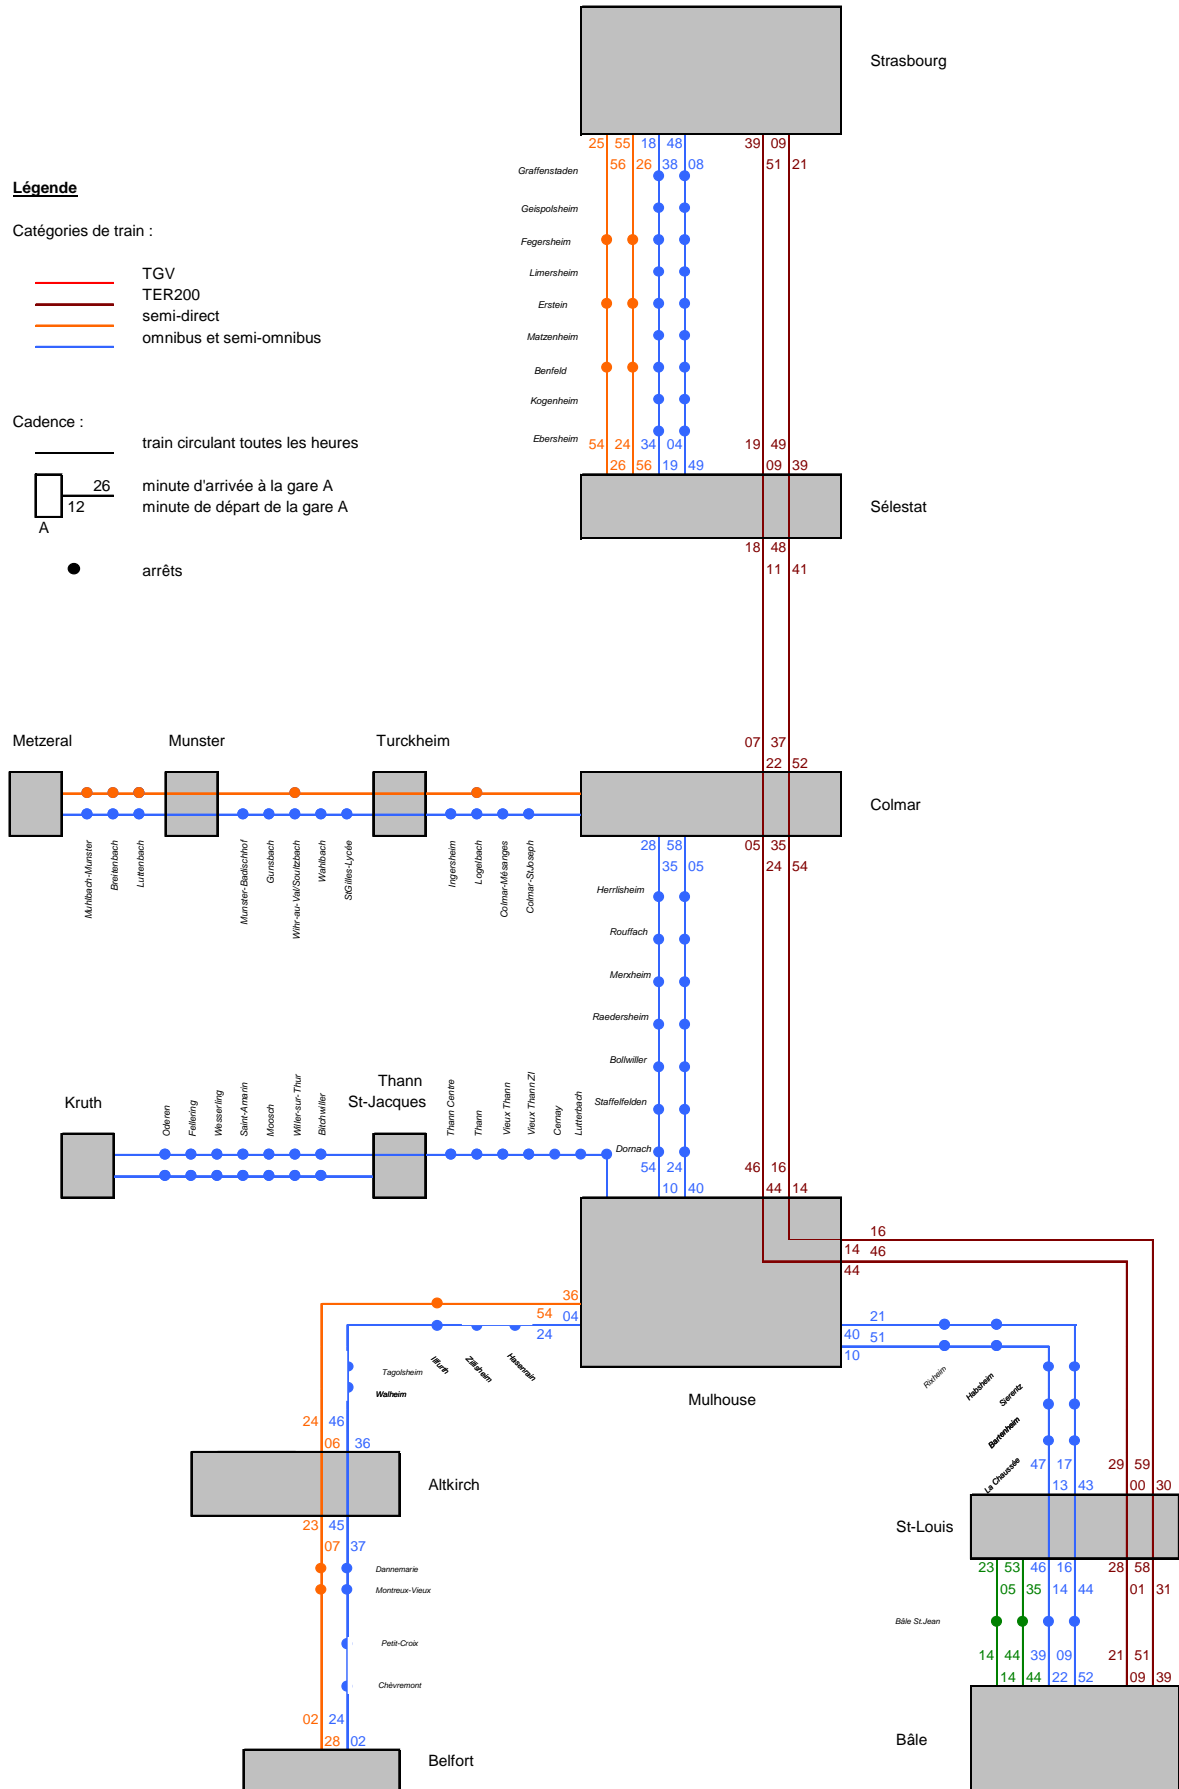 Strasbourg
25 55 18 48 39 09
56 26 38 08 51 21
Graffenstaden
Légende
Geispolsheim
Catégories de train :
Fegersheim
TGV
Limersheim
TER200
Erstein
semi-direct
omnibus et semi-omnibus
Matzenheim
Benfeld
Kogenheim
Cadence :
Ebersheim
train circulant toutes les heures
54 24 34 04 19 49
26 56 19 49 09 39
26 minute d'arrivée à la gare A
12 minute de départ de la gare A
A
Sélestat
18 48
11 41
arrêts
07 37
22 52
Metzeral
Munster
Turckheim
Colmar
05 35
24 54
28 58
35 05
Muhlbach-Munster
Breitenbach
Luttenbach
Munster-Badischhof
Gunsbach
Wihr-au-Val/Soultzbach
Wahlbach
StGilles-Lycée
Ingersheim
Logelbach
Colmar-Mésanges
Colmar-StJoseph
Herrlisheim
Rouffach
Merxheim
Raedersheim
Bollwiller
Staffelfelden
Dornach
54 24 46 16
10 40 44 14
Kruth
Oderen
Fellering
Wesserling
Saint-Amarin
Moosch
Willer-sur-Thur
Bitchwiller
Thann
St-Jacques
Thann Centre
Thann
Vieux Thann
Vieux Thann ZI
Cernay
Lutterbach
16
14 46
44
36
54 04
24
21
40 51
10
Mulhouse
Illfurth
Zillisheim
Hasenrain
Tagolsheim
Walheim
Rixheim
Habsheim
Sierentz
Bartenheim
La Chaussée
24 46
06 36
Altkirch
23 45
07 37
Dannemarie
Montreux-Vieux
Petit-Croix
Chèvremont
02 24
28 02
Belfort
47 17 29 59
13 43 00 30
St-Louis
23 53 46 16 28 58
05 35 14 44 01 31
Bâle St.Jean
14 44 39 09 21 51
14 44 22 52 09 39
Bâle